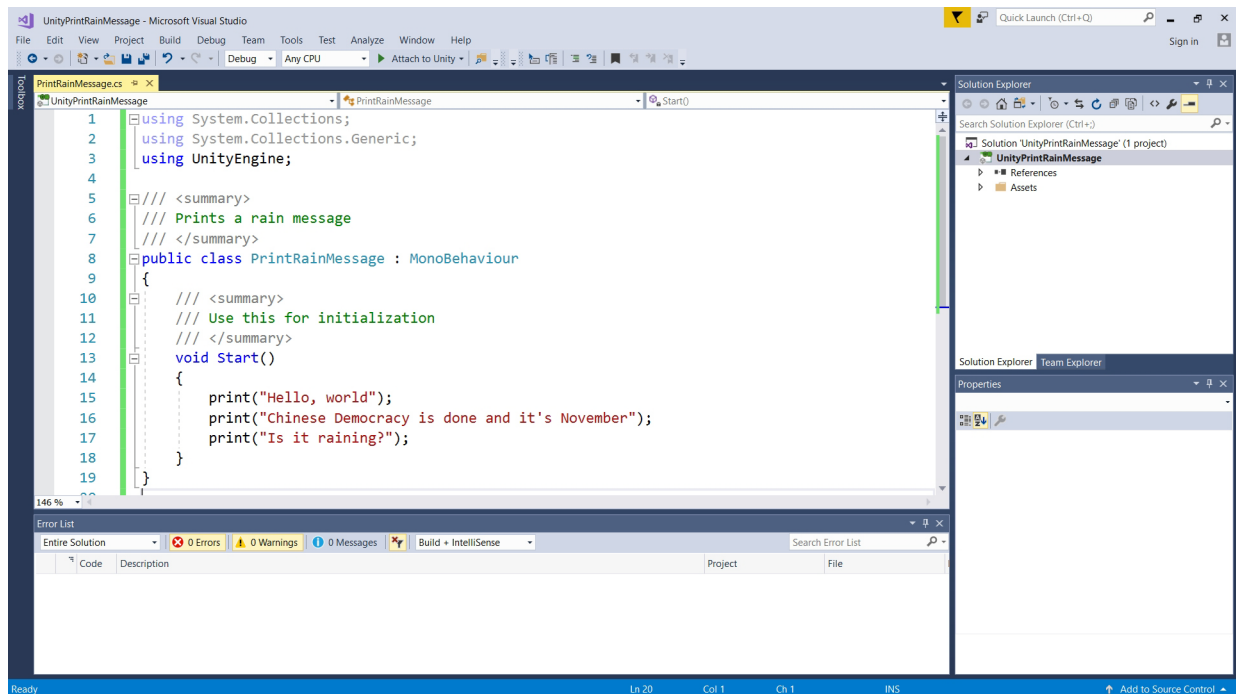 UnityPrintRainMessage - Microsoft Visual Studio
Quick Launch (Ctrl+Q)
File Edit View Project Build Debug Team Tools Test Analyze Window Help
Sign in
Debug Any CPU Attach to Unity
Toolbox
PrintRainMessage.cs
UnityPrintRainMessage PrintRainMessage Start()
1 using System.Collections;
2 using System.Collections.Generic;
3 using UnityEngine;
4
5 /// <summary>
6 /// Prints a rain message
7 /// </summary>
8 public class PrintRainMessage : MonoBehaviour
9 {
10 /// <summary>
11 /// Use this for initialization
12 /// </summary>
13 void Start()
14 {
15 print("Hello, world");
16 print("Chinese Democracy is done and it's November");
17 print("Is it raining?");
18 }
19 }
20
146 %
Solution Explorer
Search Solution Explorer (Ctrl+;)
Solution 'UnityPrintRainMessage' (1 project)
UnityPrintRainMessage
References
Assets
Solution Explorer Team Explorer
Properties
Error List
Entire Solution 0 Errors 0 Warnings 0 Messages Build + IntelliSense Search Error List
Code Description Project File
Ready Ln 20 Col 1 Ch 1 INS Add to Source Control